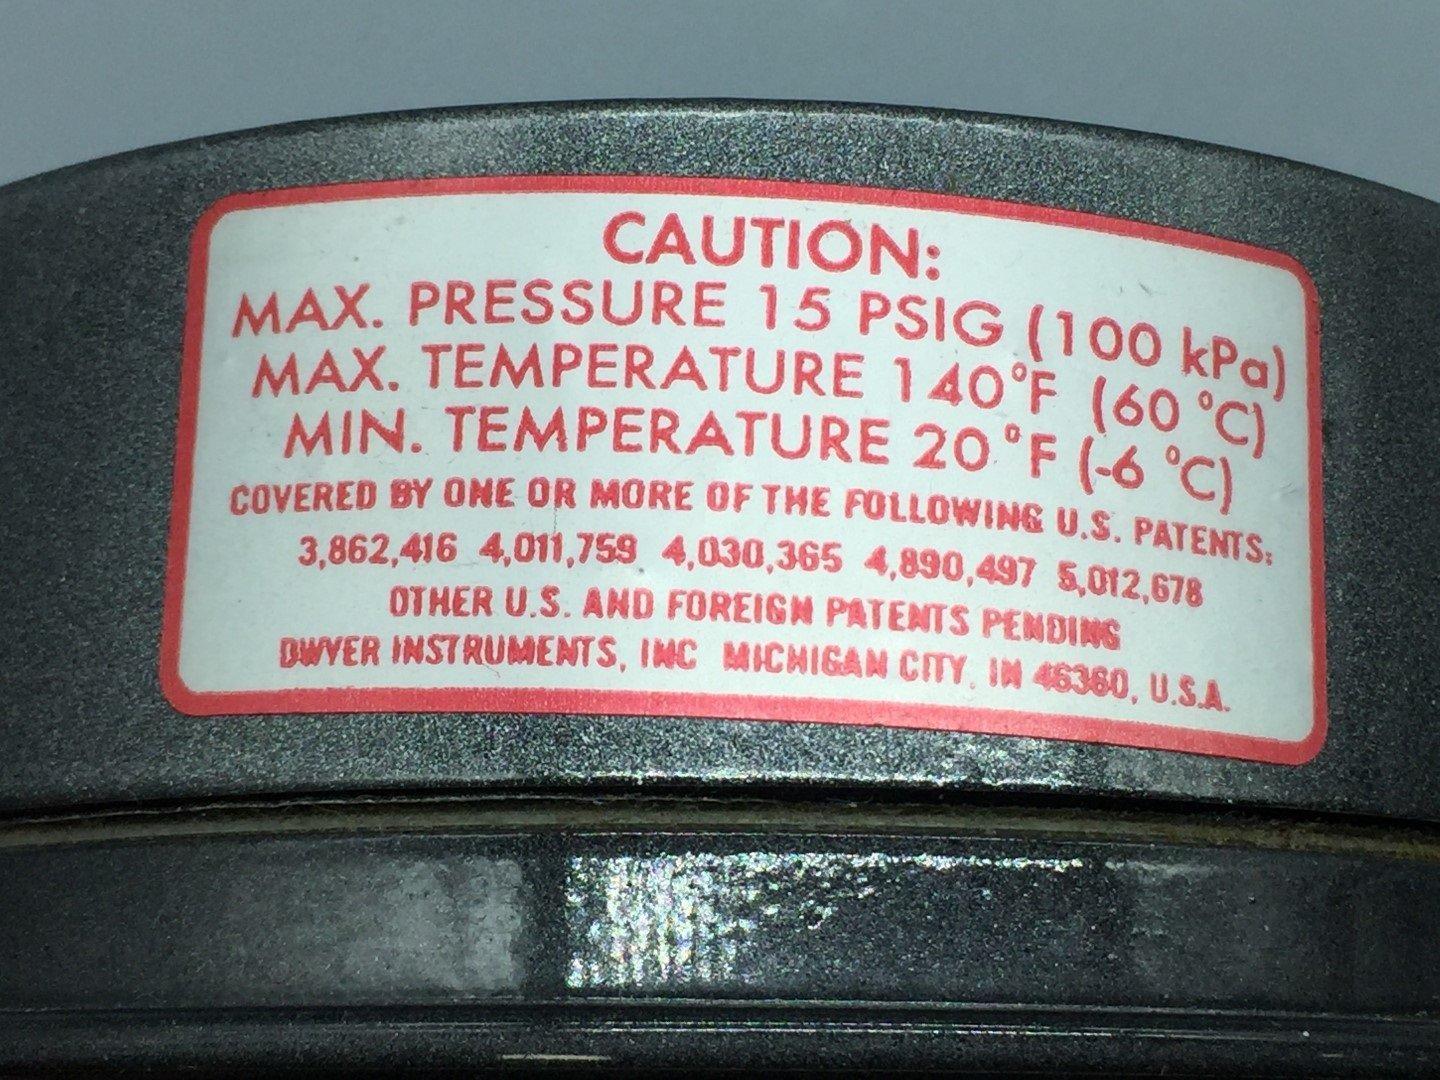 CAUTION:
MAX. PRESSURE 15 PSIG (100 kPa)
MAX. TEMPERATURE 140°F (60 °C)
MIN. TEMPERATURE 20 °F (-6 °C)
COVERED BY ONE OR MORE OF THE FOLLOWING U.S. PATENTS:
3,862,416 4,011,759 4,030,365 4,890,497 5,012,678
OTHER U.S. AND FOREIGN PATENTS PENDING
DWYER INSTRUMENTS, INC MICHIGAN CITY, IN 46360, U.S.A.